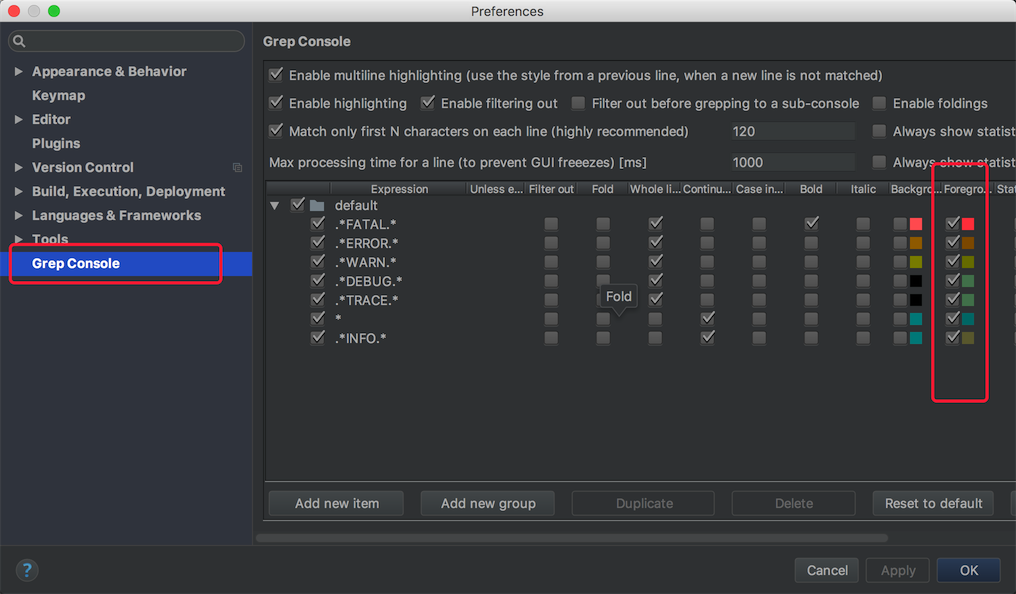 Preferences
Grep Console
Appearance & Behavior
Keymap
Editor
Plugins
Version Control
Build, Execution, Deployment
Languages & Frameworks
Tools
Grep Console
Enable multiline highlighting (use the style from a previous line, when a new line is not matched)
Enable highlighting Enable filtering out Filter out before grepping to a sub-console Enable foldings
Match only first N characters on each line (highly recommended) 120 Always show statist
Max processing time for a line (to prevent GUI freeezes) [ms] 1000 Always show statist
Expression Unless e... Filter out Fold Whole li... Continu... Case in... Bold Italic Backgro... Foregro... Stat
default
.*FATAL.*
.*ERROR.*
.*WARN.*
.*DEBUG.*
.*TRACE.*
Fold
*
.*INFO.*
Add new item Add new group Duplicate Delete Reset to default
? Cancel Apply OK